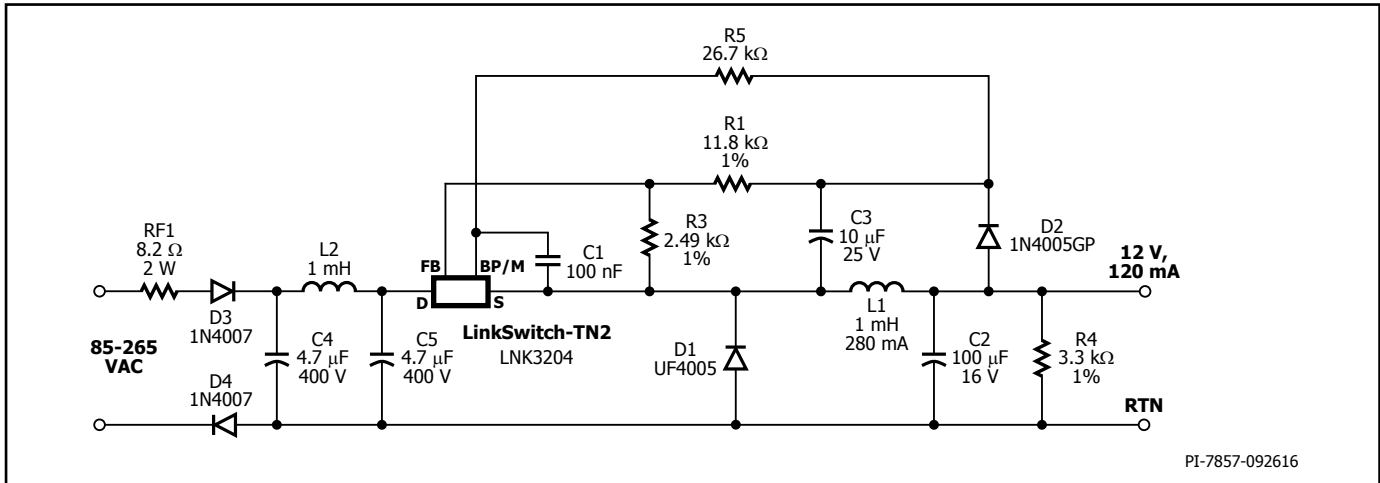 R5
26.7 kΩ
R1
11.8 kΩ
1%
RF1
8.2 Ω
2 W
D3
1N4007
L2
1 mH
FB
BP/M
D
S
C1
100 nF
R3
2.49 kΩ
1%
C3
10 µF
25 V
D2
1N4005GP
12 V,
120 mA
85-265
VAC
C4
4.7 µF
400 V
C5
4.7 µF
400 V
LinkSwitch-TN2
LNK3204
D1
UF4005
L1
1 mH
280 mA
C2
100 µF
16 V
R4
3.3 kΩ
1%
D4
1N4007
RTN
PI-7857-092616